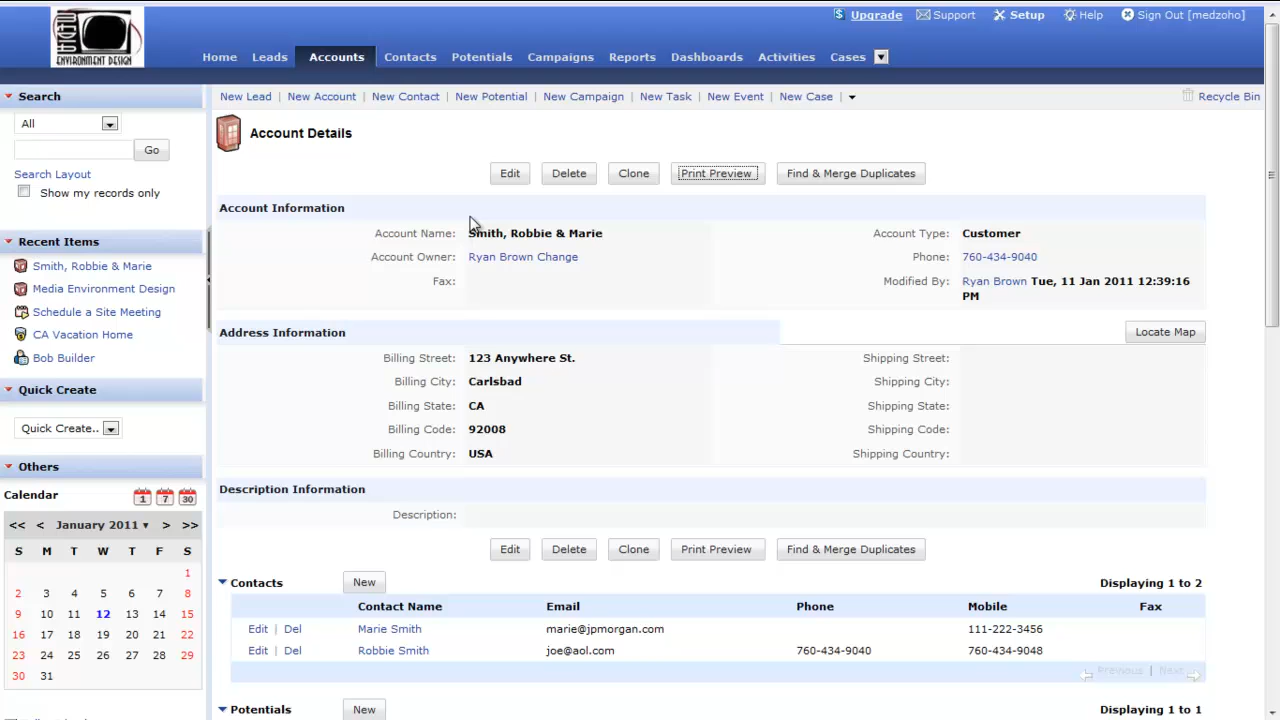 Upgrade Support Setup Help Sign Out [medzoho]
MEDIA
ENVIRONMENT DESIGN
Home Leads Accounts Contacts Potentials Campaigns Reports Dashboards Activities Cases
New Lead | New Account | New Contact | New Potential | New Campaign | New Task | New Event | New Case | Recycle Bin
Search
All
Go
Search Layout
Show my records only
Recent Items
Smith, Robbie & Marie
Media Environment Design
Schedule a Site Meeting
CA Vacation Home
Bob Builder
Quick Create
Quick Create..
Others
Calendar 1 7 30
<< < January 2011 > >>
S M T W T F S
1
2 3 4 5 6 7 8
9 10 11 12 13 14 15
16 17 18 19 20 21 22
23 24 25 26 27 28 29
30 31
Account Details
Edit Delete Clone Print Preview Find & Merge Duplicates
Account Information
Account Name: Smith, Robbie & Marie Account Type: Customer
Account Owner: Ryan Brown Change Phone: 760-434-9040
Fax: Modified By: Ryan Brown Tue, 11 Jan 2011 12:39:16
PM
Address Information Locate Map
Billing Street: 123 Anywhere St. Shipping Street:
Billing City: Carlsbad Shipping City:
Billing State: CA Shipping State:
Billing Code: 92008 Shipping Code:
Billing Country: USA Shipping Country:
Description Information
Description:
Edit Delete Clone Print Preview Find & Merge Duplicates
Contacts New Displaying 1 to 2
Contact Name Email Phone Mobile Fax
Edit | Del Marie Smith marie@jpmorgan.com 111-222-3456
Edit | Del Robbie Smith joe@aol.com 760-434-9040 760-434-9048
Previous | Next
Potentials New Displaying 1 to 1